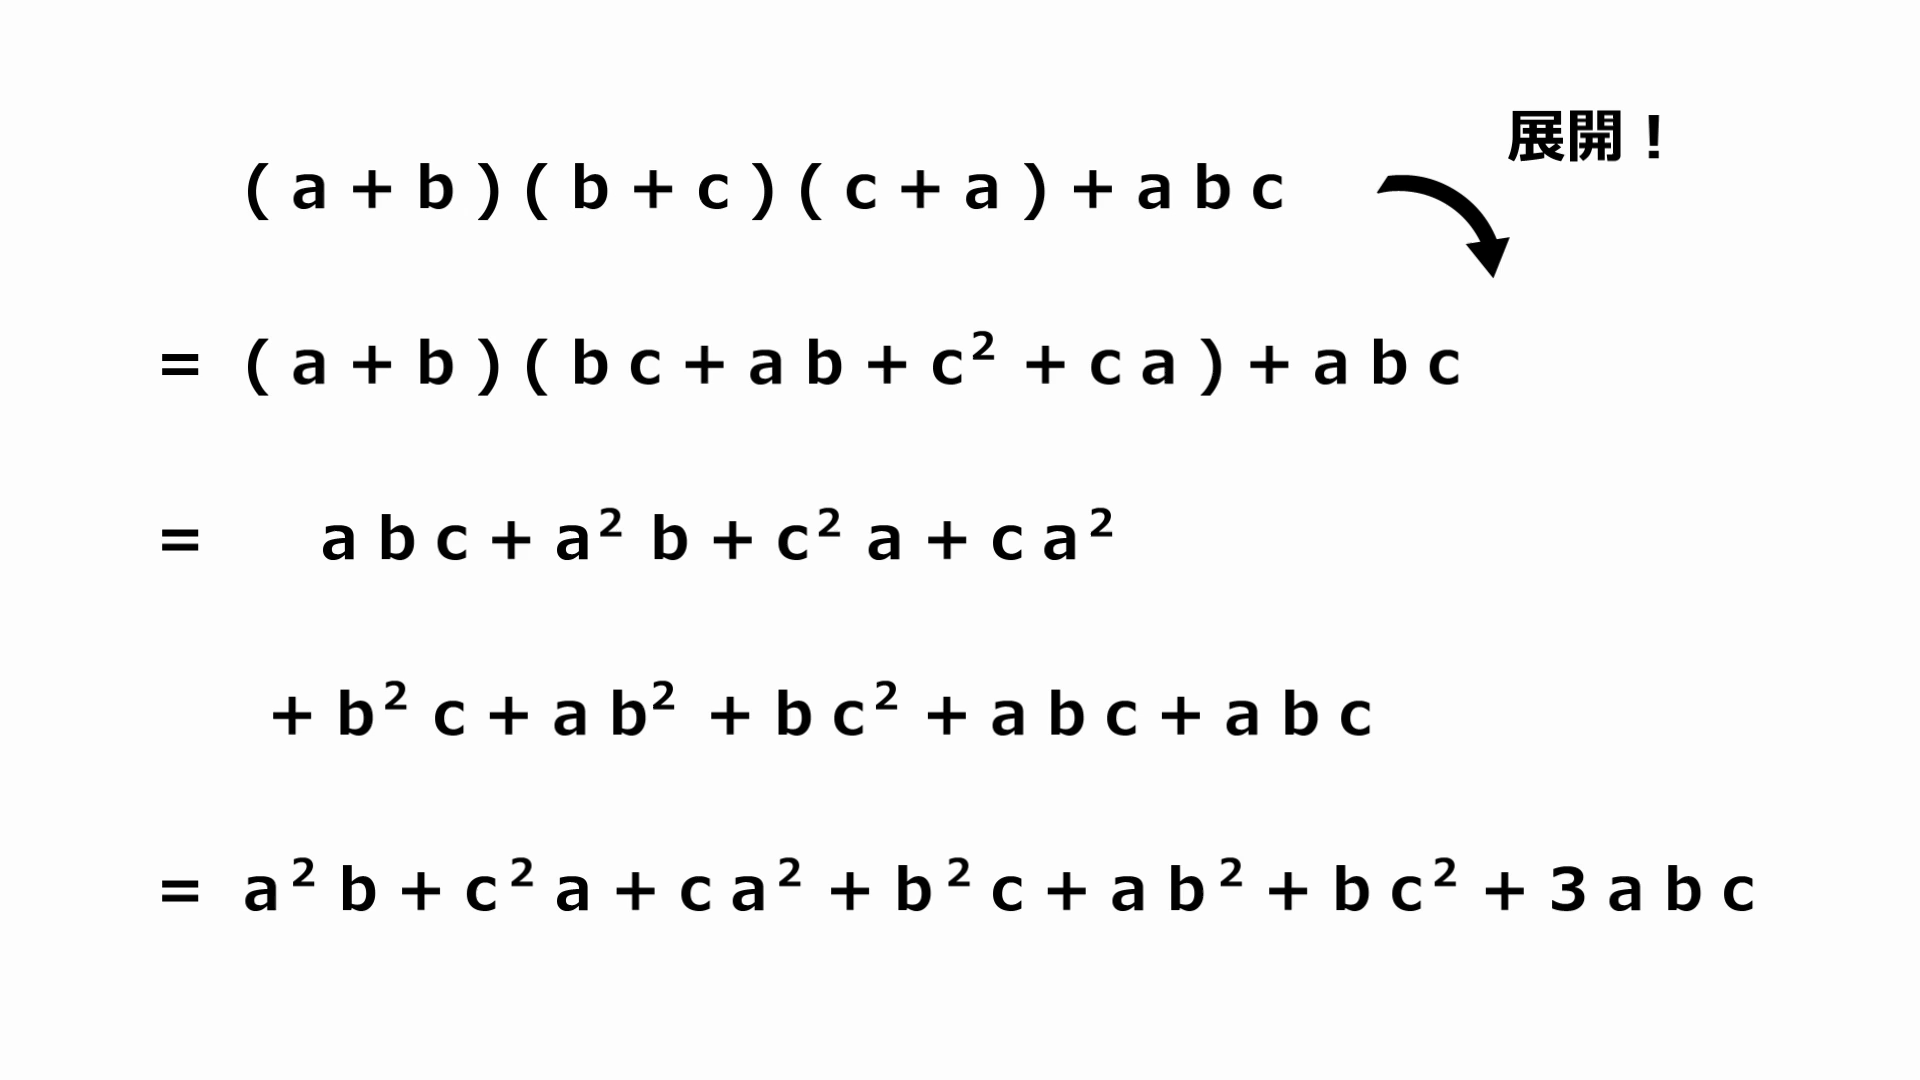 展開！
(a+b)(b+c)(c+a)+abc
=(a+b)(bc+ab+c²+ca)+abc
= abc+a²b+c²a+ca²
+b²c+ab²+bc²+abc+abc
=a²b+c²a+ca²+b²c+ab²+bc²+3abc